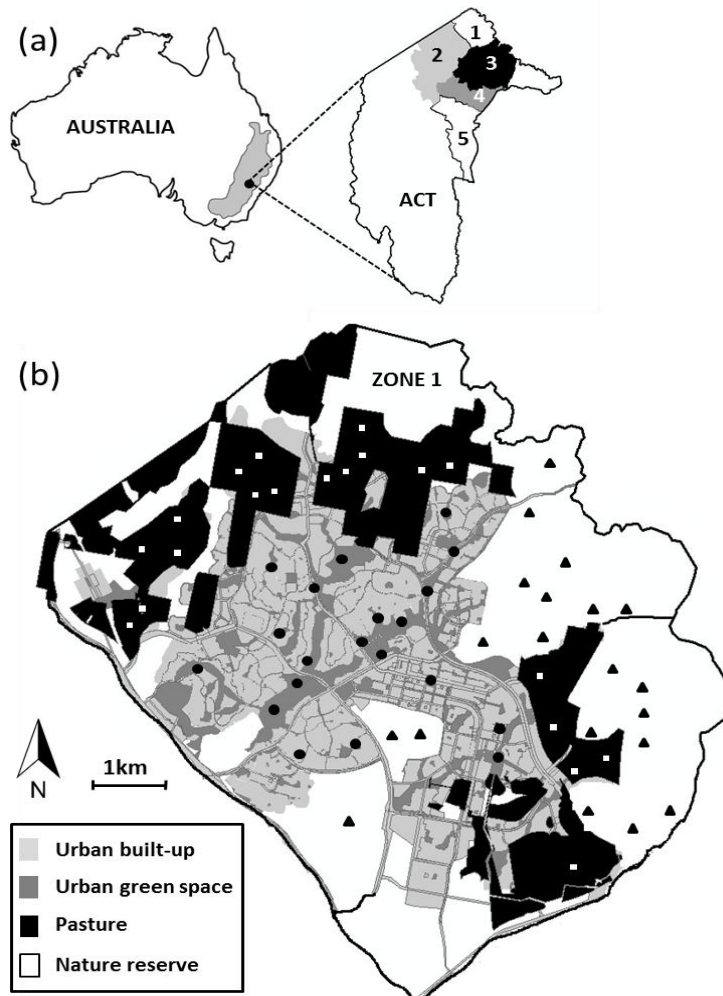 (a)
AUSTRALIA
1
2
3
4
5
ACT
(b)
ZONE 1
N
1km
Urban built-up
Urban green space
Pasture
Nature reserve